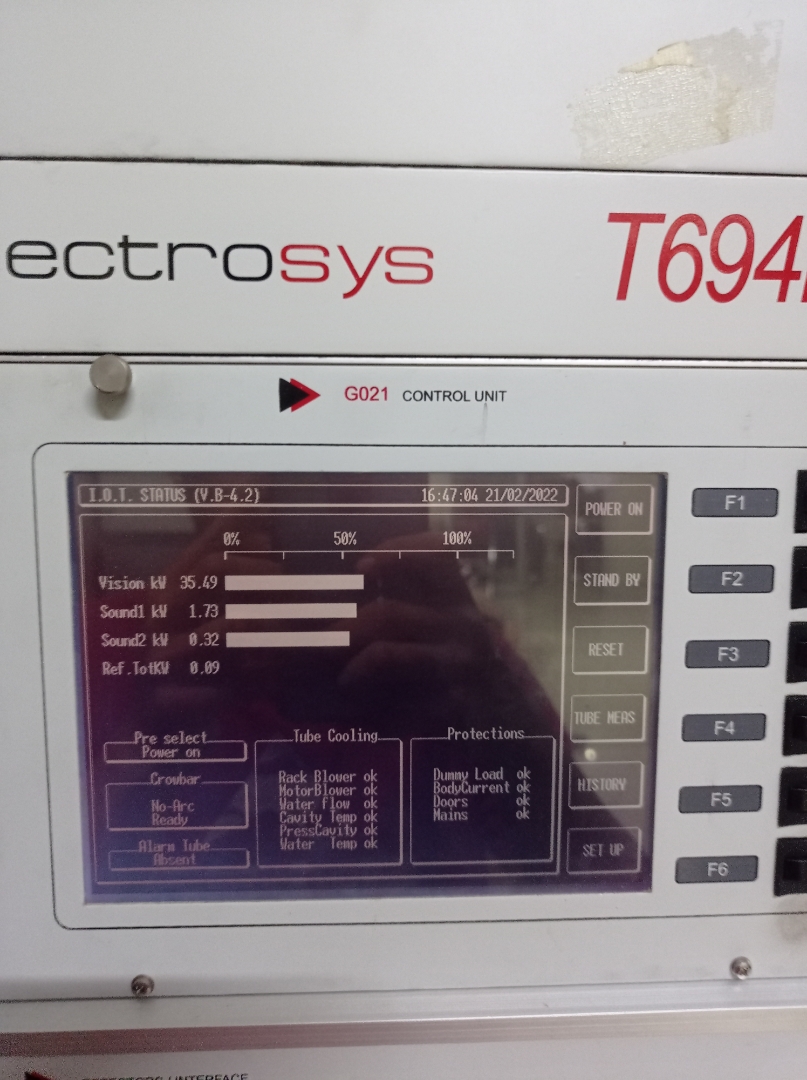 ectrosys
T694
G021 CONTROL UNIT
I.O.T. STATUS (V.B-4.2) 16:47:04 21/02/2022
POWER ON
F1
0% 50% 100%
Vision kW 35.49
STAND BY
F2
Sound1 kW 1.73
Sound2 kW 0.32
RESET
F3
Ref.TotKW 0.09
TUBE MEAS
F4
Pre select
Power on
Crowbar
No-Arc
Ready
Alarm Tube
Absent
Tube Cooling
Rack Blower ok
MotorBlower ok
Water flow ok
Cavity Temp ok
PressCavity ok
Water Temp ok
Protections
Dummy Load ok
BodyCurrent ok
Doors ok
Mains ok
HISTORY
F5
SET UP
F6
INTERFACE